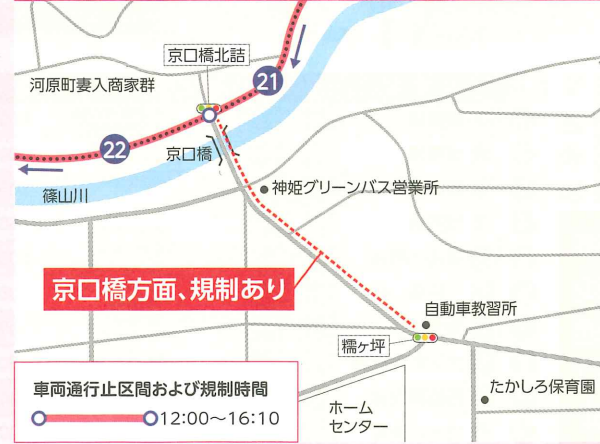 京口橋北詰
21
河原町妻入商家群
22
京口橋
神姫グリーンバス営業所
篠山川
京口橋方面、規制あり
自動車教習所
糯ヶ坪
車両通行止区間および規制時間
12:00〜16:10
たかしろ保育園
ホーム
センター